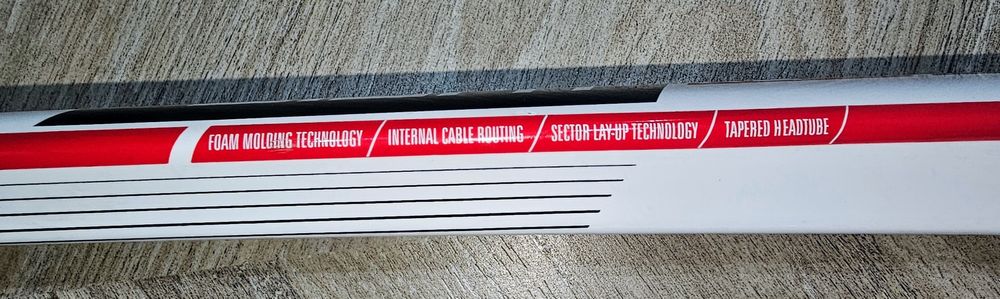 FOAM MOLDING TECHNOLOGY / INTERNAL CABLE ROUTING / SECTOR LAY-UP TECHNOLOGY / TAPERED HEADTUBE /